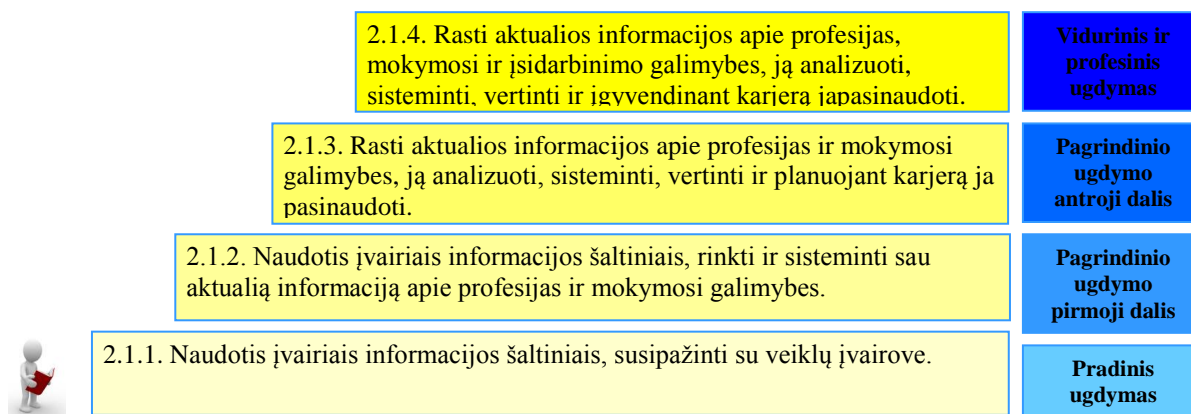 2.1.4. Rasti aktualios informacijos apie profesijas,
mokymosi ir įsidarbinimo galimybes, ją analizuoti,
sisteminti, vertinti ir įgyvendinant karjerą japasinaudoti.
Vidurinis ir
profesinis
ugdymas
2.1.3. Rasti aktualios informacijos apie profesijas ir mokymosi
galimybes, ją analizuoti, sisteminti, vertinti ir planuojant karjerą ja
pasinaudoti.
Pagrindinio
ugdymo
antroji dalis
2.1.2. Naudotis įvairiais informacijos šaltiniais, rinkti ir sisteminti sau
aktualią informaciją apie profesijas ir mokymosi galimybes.
Pagrindinio
ugdymo
pirmoji dalis
2.1.1. Naudotis įvairiais informacijos šaltiniais, susipažinti su veiklų įvairove.
Pradinis
ugdymas